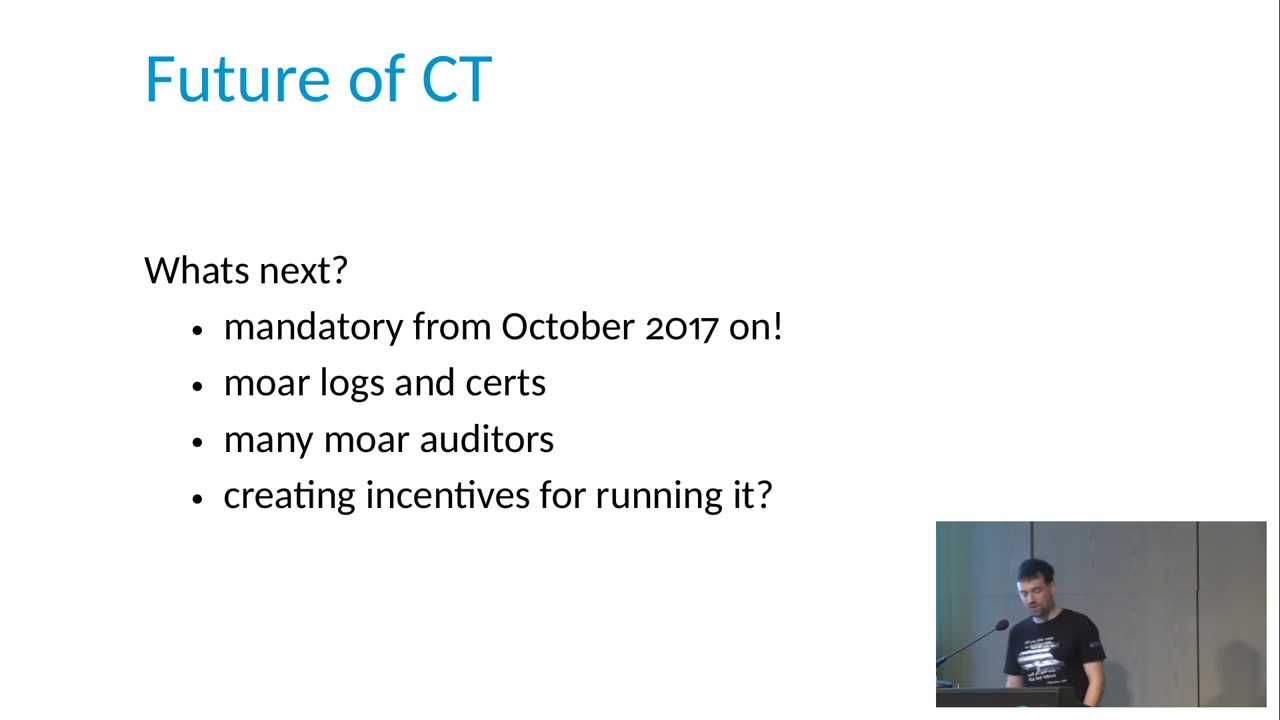 Future of CT
Whats next?
• mandatory from October 2017 on!
• moar logs and certs
• many moar auditors
• creating incentives for running it?